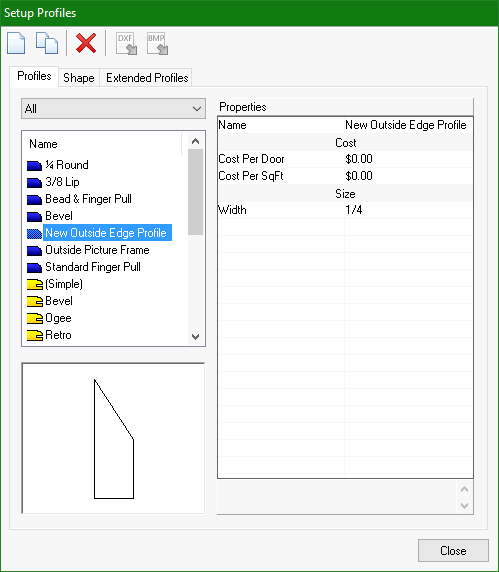 Setup Profiles
DXF BMP
Profiles Shape Extended Profiles
All
Name
¼ Round
3/8 Lip
Bead & Finger Pull
Bevel
New Outside Edge Profile
Outside Picture Frame
Standard Finger Pull
(Simple)
Bevel
Ogee
Retro
Properties
Name New Outside Edge Profile
Cost
Cost Per Door $0.00
Cost Per SqFt $0.00
Size
Width 1/4
Close